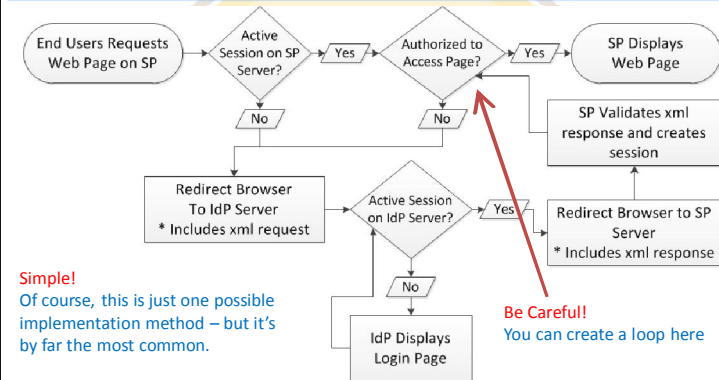 End Users Requests
Web Page on SP
Active
Session on SP
Server?
Yes
Authorized to
Access Page?
Yes
SP Displays
Web Page
No
No
SP Validates xml
response and creates
session
Redirect Browser
To IdP Server
* Includes xml request
Active Session
on IdP Server?
Yes
Redirect Browser to SP
Server
* Includes xml response
No
IdP Displays
Login Page
Simple!
Of course, this is just one possible
implementation method – but it's
by far the most common.
Be Careful!
You can create a loop here